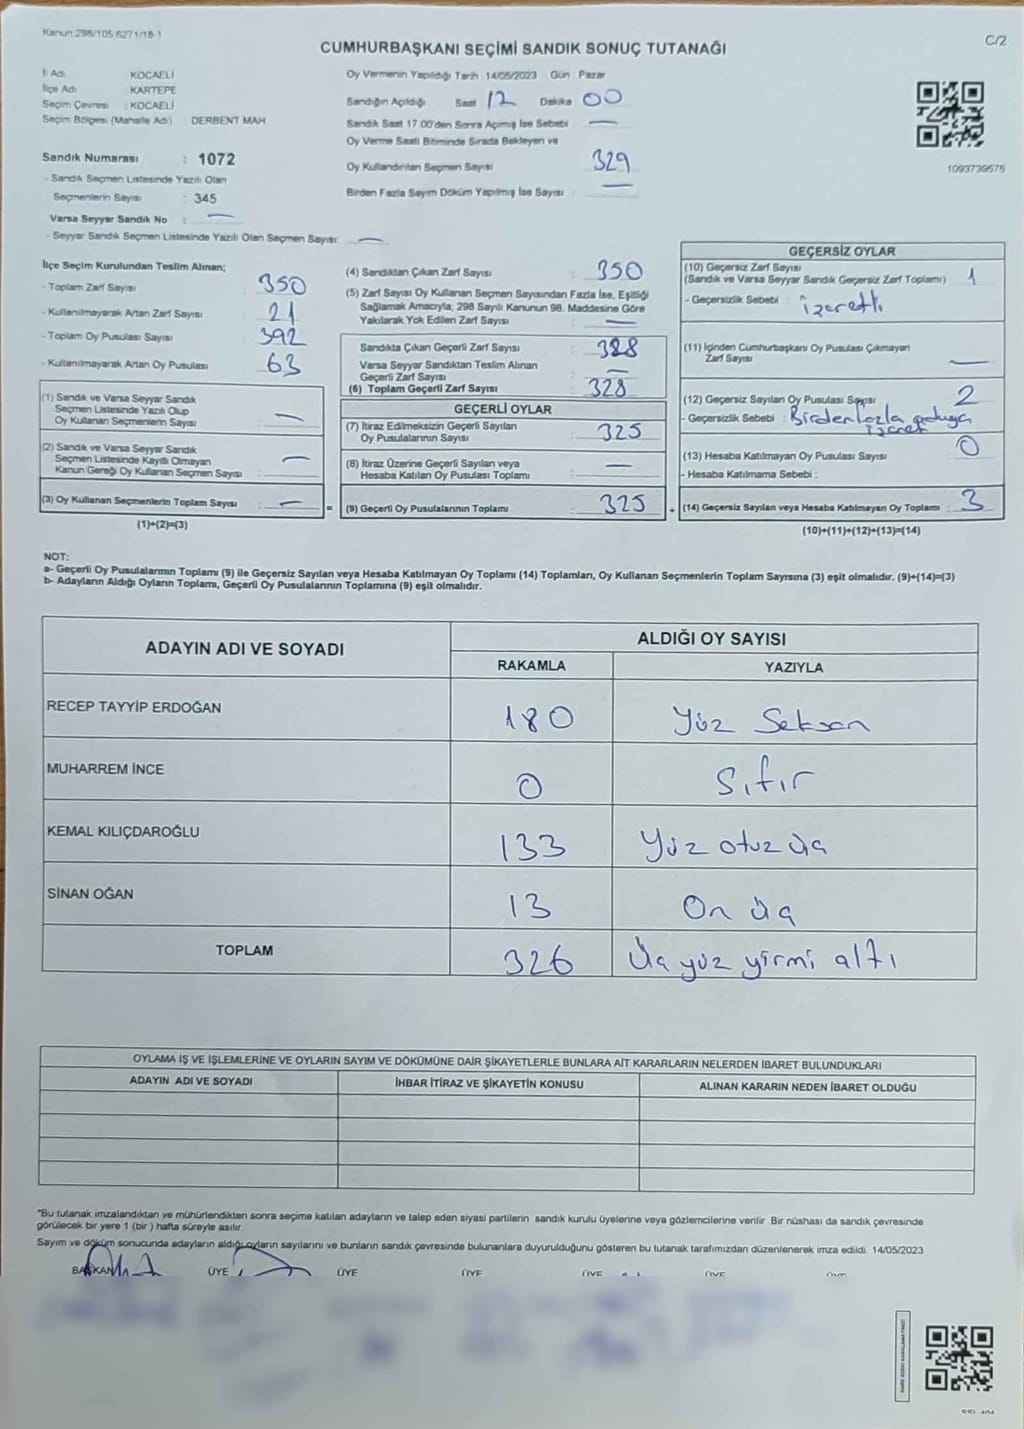 Kanun 298/105,6271/18-1
C/2
CUMHURBAŞKANI SEÇİMİ SANDIK SONUÇ TUTANAĞI
İl Adı : KOCAELİ
İlçe Adı : KARTEPE
Seçim Çevresi : KOCAELİ
Seçim Bölgesi (Mahalle Adı) : DERBENT MAH
Sandık Numarası : 1072
- Sandık Seçmen Listesinde Yazılı Olan
Seçmenlerin Sayısı : 345
Varsa Seyyar Sandık No : —
- Seyyar Sandık Seçmen Listesinde Yazılı Olan Seçmen Sayısı: —
Oy Vermenin Yapıldığı Tarih 14/05/2023 Gün : Pazar
Sandığın Açıldığı Saat 12 Dakika : 00
Sandık Saat 17 00'den Sonra Açımış İse Sebebi : —
Oy Verme Saati Bitiminde Sırada Bekleyen ve
Oy Kullandırılan Seçmen Sayısı : 329
Birden Fazla Sayım Döküm Yapılmış İse Sayısı : —
1093739576
İlçe Seçim Kurulundan Teslim Alınan;
- Toplam Zarf Sayısı : 350
- Kullanılmayarak Artan Zarf Sayısı : 21
- Toplam Oy Pusulası Sayısı : 392
- Kullanılmayarak Artan Oy Pusulası : 63
(1) Sandık ve Varsa Seyyar Sandık
Seçmen Listesinde Yazılı Olup
Oy Kullanan Seçmenlerin Sayısı : —
(2) Sandık ve Varsa Seyyar Sandık
Seçmen Listesinde Kayıtlı Olmayan
Kanun Gereği Oy Kullanan Seçmen Sayısı : —
(3) Oy Kullanan Seçmenlerin Toplam Sayısı : —
(1)+(2)=(3)
(4) Sandıktan Çıkan Zarf Sayısı : 350
(5) Zarf Sayısı Oy Kullanan Seçmen Sayısından Fazla İse, Eşitliği
Sağlamak Amacıyla, 298 Sayılı Kanunun 98. Maddesine Göre
Yakılarak Yok Edilen Zarf Sayısı : —
Sandıkta Çıkan Geçerli Zarf Sayısı : 328
Varsa Seyyar Sandıktan Teslim Alınan
Geçerli Zarf Sayısı : —
(6) Toplam Geçerli Zarf Sayısı : 328
GEÇERLİ OYLAR
(7) İtiraz Edilmeksizin Geçerli Sayılan
Oy Pusulalarının Sayısı : 325
(8) İtiraz Üzerine Geçerli Sayılan veya
Hesaba Katılan Oy Pusulası Toplamı : —
(9) Geçerli Oy Pusulalarının Toplamı : 325
GEÇERSİZ OYLAR
(10) Geçersiz Zarf Sayısı
(Sandık ve Varsa Seyyar Sandık Geçersiz Zarf Toplamı) : 1
- Geçersizlik Sebebi : İzeretli
(11) İçinden Cumhurbaşkanı Oy Pusulası Çıkmayan
Zarf Sayısı : —
(12) Geçersiz Sayılan Oy Pusulası Sayısı : 2
- Geçersizlik Sebebi : Birden fazla
(13) Hesaba Katılmayan Oy Pusulası Sayısı : 0
- Hesaba Katılmama Sebebi :
(14) Geçersiz Sayılan veya Hesaba Katılmayan Oy Toplamı : 3
(10)+(11)+(12)+(13)=(14)
NOT:
a- Geçerli Oy Pusulalarının Toplamı (9) ile Geçersiz Sayılan veya Hesaba Katılmayan Oy Toplamı (14) Toplamları, Oy Kullanan Seçmenlerin Toplam Sayısına (3) eşit olmalıdır. (9)+(14)=(3)
b- Adayların Aldığı Oyların Toplamı, Geçerli Oy Pusulalarının Toplamına (9) eşit olmalıdır.
ADAYIN ADI VE SOYADI ALDIĞI OY SAYISI
RAKAMLA YAZIYLA
RECEP TAYYİP ERDOĞAN 180 Yüz Seksen
MUHARREM İNCE 0 Sıfır
KEMAL KILIÇDAROĞLU 133 Yüz otuz üç
SİNAN OĞAN 13 On üç
TOPLAM 326 Üç yüz yirmi altı
OYLAMA İŞ VE İŞLEMLERİNE VE OYLARIN SAYIM VE DÖKÜMÜNE DAİR ŞİKAYETLERLE BUNLARA AİT KARARLARIN NELERDEN İBARET BULUNDUKLARI
ADAYIN ADI VE SOYADI İHBAR İTİRAZ VE ŞİKAYETİN KONUSU ALINAN KARARIN NEDEN İBARET OLDUĞU
"Bu tutanak imzalandıktan ve mühürlendikten sonra seçime katılan adayların ve talep eden siyasi partilerin sandık kurulu üyelerine veya gözlemcilerine verilir. Bir nüshası da sandık çevresinde
görülecek bir yere 1 (bir) hafta süreyle asılır.
Sayım ve döküm sonucunda adayların aldığı oyların sayılarını ve bunların sandık çevresinde bulunanlara duyurulduğunu gösteren bu tutanak tarafımızdan düzenlenerek imza edildi. 14/05/2023
BAŞKAN ÜYE ÜYE ÜYE ÜYE ÜYE